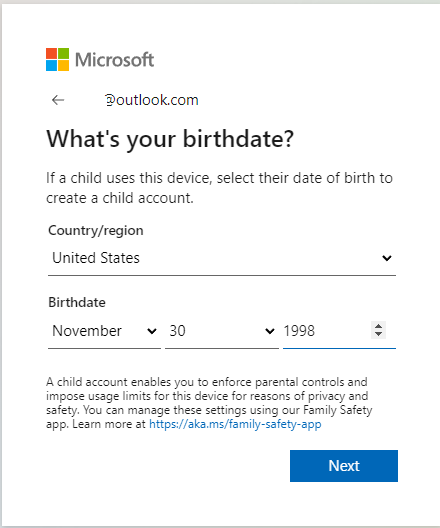 Microsoft
@outlook.com
What's your birthdate?
If a child uses this device, select their date of birth to
create a child account.
Country/region
United States
Birthdate
November 30 1998
A child account enables you to enforce parental controls and
impose usage limits for this device for reasons of privacy and
safety. You can manage these settings using our Family Safety
app. Learn more at https://aka.ms/family-safety-app
Next